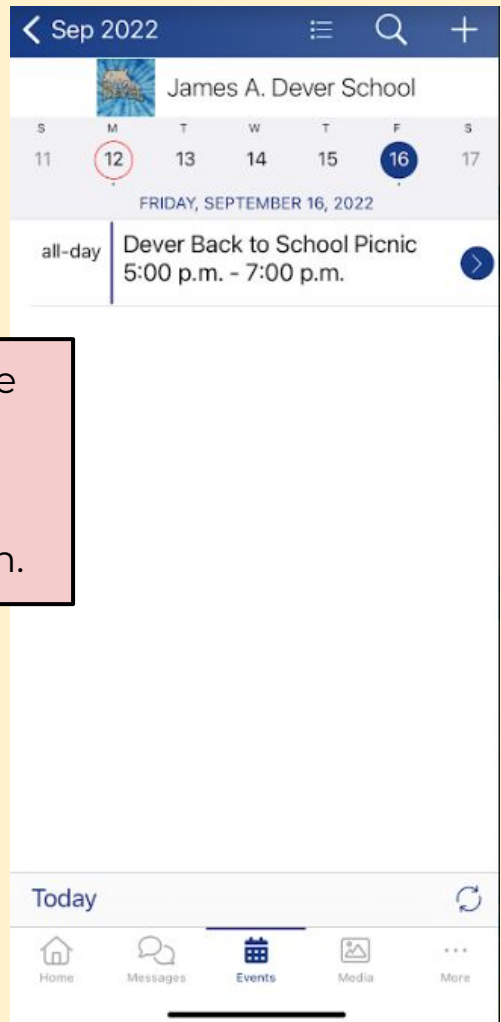 Sep 2022
James A. Dever School
S M T W T F S
11 12 13 14 15 16 17
FRIDAY, SEPTEMBER 16, 2022
all-day Dever Back to School Picnic
5:00 p.m. - 7:00 p.m.
Today
Home Messages Events Media More